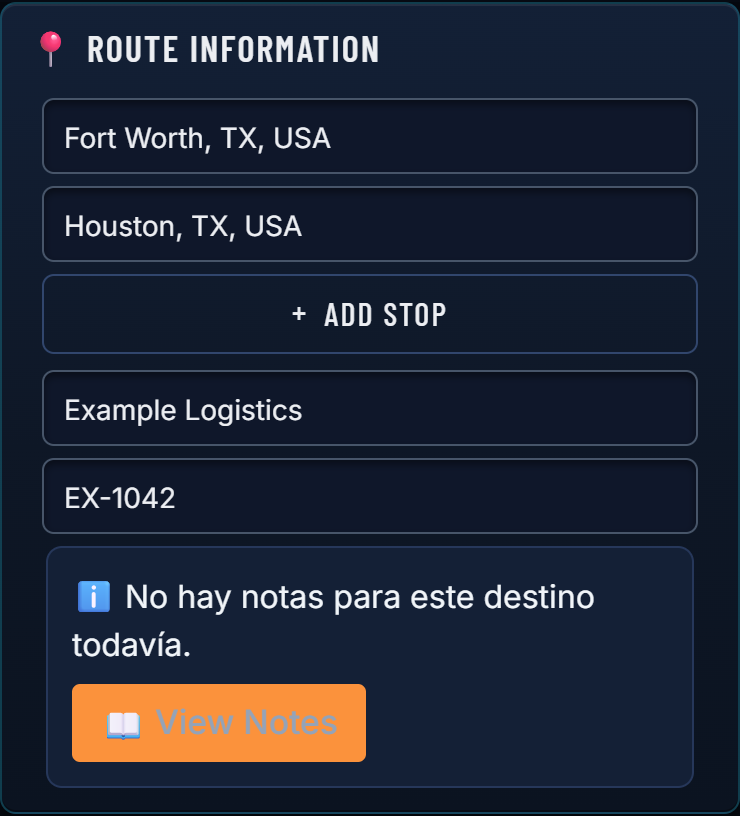 ROUTE INFORMATION
Fort Worth, TX, USA
Houston, TX, USA
+ ADD STOP
Example Logistics
EX-1042
No hay notas para este destino
todavía.
View Notes